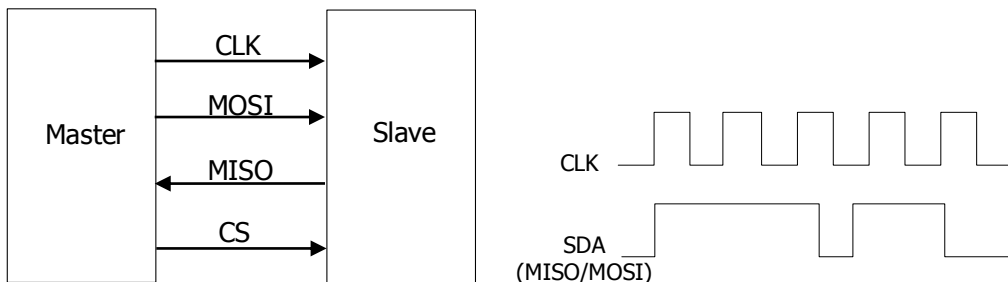 CLK
MOSI
Master
Slave
MISO
CS
CLK
SDA
(MISO/MOSI)